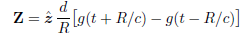 Z = ẑ d/R [g(t + R/c) − g(t − R/c)]